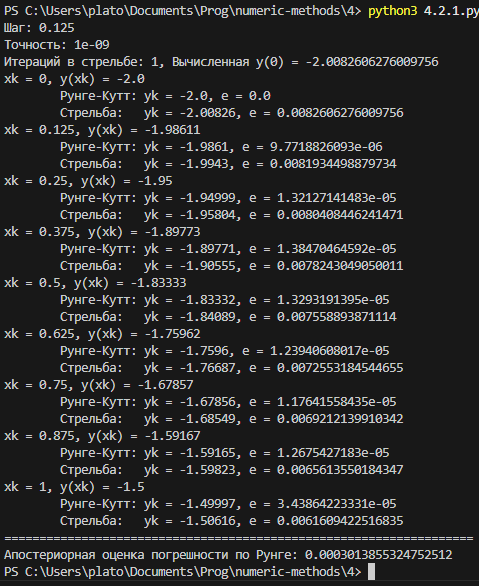 PS C:\Users\plato\Documents\Prog\numeric-methods\4> python3 4.2.1.py
Шаг: 0.125
Точность: 1e-09
Итераций в стрельбе: 1, Вычисленная y(0) = -2.0082606276009756
xk = 0, y(xk) = -2.0
Рунге-Кутт: yk = -2.0, e = 0.0
Стрельба: yk = -2.00826, e = 0.0082606276009756
xk = 0.125, y(xk) = -1.98611
Рунге-Кутт: yk = -1.9861, e = 9.7718826093e-06
Стрельба: yk = -1.9943, e = 0.0081934498879734
xk = 0.25, y(xk) = -1.95
Рунге-Кутт: yk = -1.94999, e = 1.32127141483e-05
Стрельба: yk = -1.95804, e = 0.0080408446241471
xk = 0.375, y(xk) = -1.89773
Рунге-Кутт: yk = -1.89771, e = 1.38470464592e-05
Стрельба: yk = -1.90555, e = 0.0078243049050011
xk = 0.5, y(xk) = -1.83333
Рунге-Кутт: yk = -1.83332, e = 1.3293191395e-05
Стрельба: yk = -1.84089, e = 0.007558893871114
xk = 0.625, y(xk) = -1.75962
Рунге-Кутт: yk = -1.7596, e = 1.23940608017e-05
Стрельба: yk = -1.76687, e = 0.0072553184544655
xk = 0.75, y(xk) = -1.67857
Рунге-Кутт: yk = -1.67856, e = 1.17641558435e-05
Стрельба: yk = -1.68549, e = 0.0069212139910342
xk = 0.875, y(xk) = -1.59167
Рунге-Кутт: yk = -1.59165, e = 1.2675427183e-05
Стрельба: yk = -1.59823, e = 0.0065613550184347
xk = 1, y(xk) = -1.5
Рунге-Кутт: yk = -1.49997, e = 3.43864223331e-05
Стрельба: yk = -1.50616, e = 0.0061609422516835
====================================================================
Апостериорная оценка погрешности по Рунге: 0.0003013855324752512
PS C:\Users\plato\Documents\Prog\numeric-methods\4>